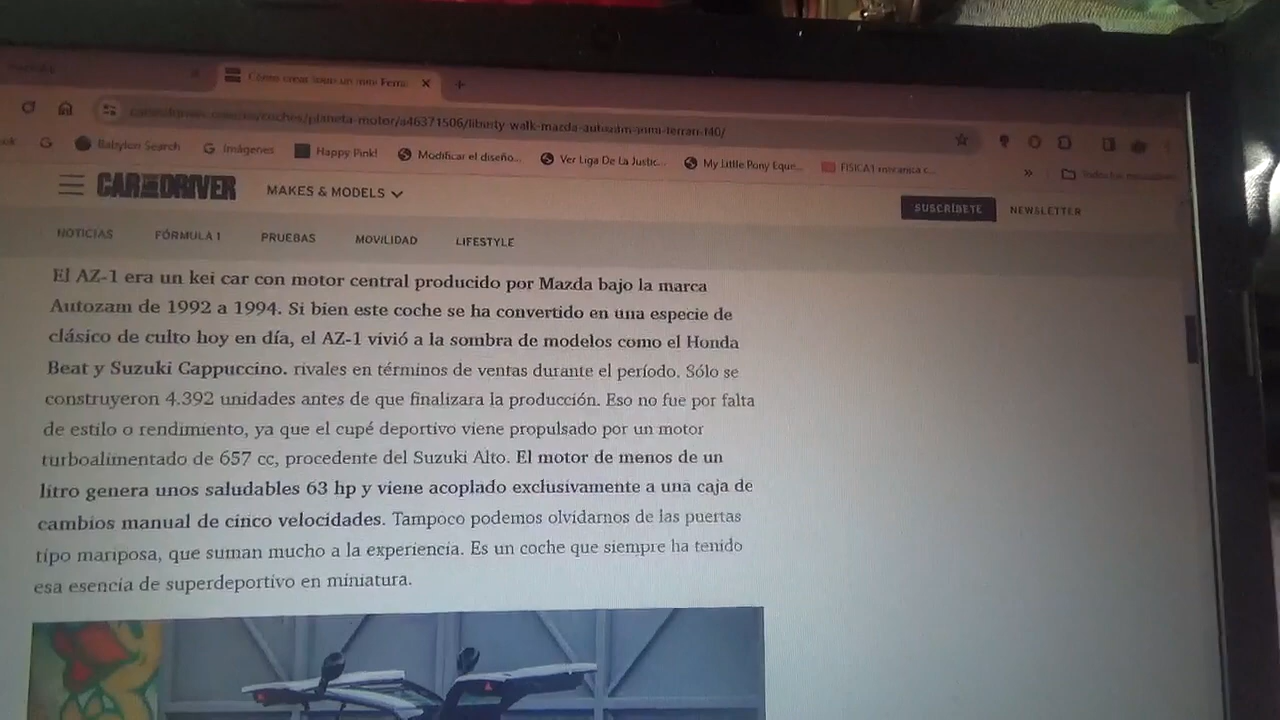 Cómo crear un mini Ferra
/planeta-motor/a46371506/liberty-walk-mazda-autozam-mini-ferrari-f40/
G Babylon Search G Imágenes Happy Pink! Modificar el diseño... Ver Liga De La Justic... My Little Pony Eque... FISICA1 mecanica c... » Todos los marcadores
CAR AND DRIVER MAKES & MODELS SUSCRÍBETE NEWSLETTER
NOTICIAS FÓRMULA 1 PRUEBAS MOVILIDAD LIFESTYLE
El AZ-1 era un kei car con motor central producido por Mazda bajo la marca
Autozam de 1992 a 1994. Si bien este coche se ha convertido en una especie de
clásico de culto hoy en día, el AZ-1 vivió a la sombra de modelos como el Honda
Beat y Suzuki Cappuccino. rivales en términos de ventas durante el período. Sólo se
construyeron 4.392 unidades antes de que finalizara la producción. Eso no fue por falta
de estilo o rendimiento, ya que el cupé deportivo viene propulsado por un motor
turboalimentado de 657 cc, procedente del Suzuki Alto. El motor de menos de un
litro genera unos saludables 63 hp y viene acoplado exclusivamente a una caja de
cambios manual de cinco velocidades. Tampoco podemos olvidarnos de las puertas
tipo mariposa, que suman mucho a la experiencia. Es un coche que siempre ha tenido
esa esencia de superdeportivo en miniatura.